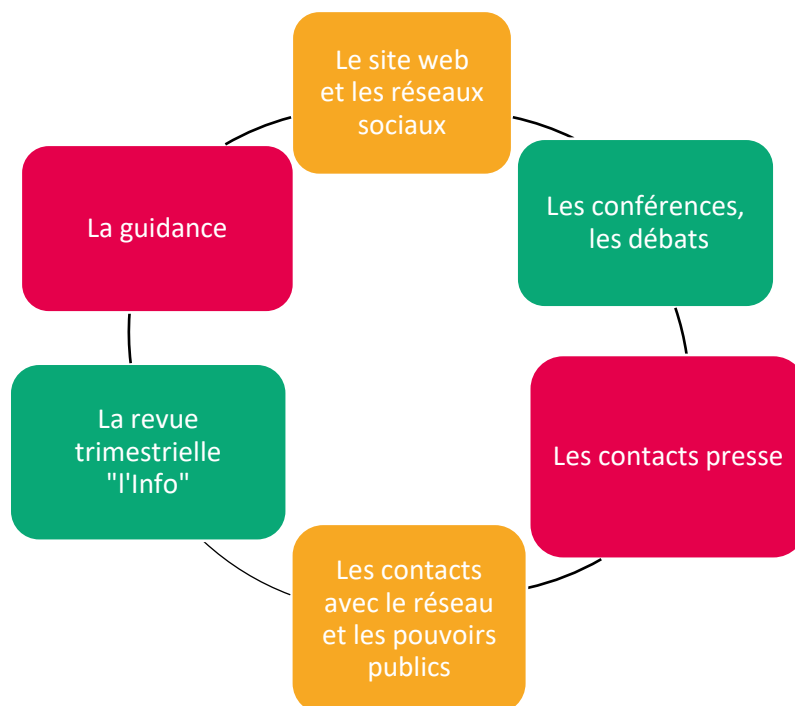 Le site web
et les réseaux
sociaux
Les conférences,
les débats
Les contacts presse
Les contacts
avec le réseau
et les pouvoirs
publics
La revue
trimestrielle
"l'Info"
La guidance